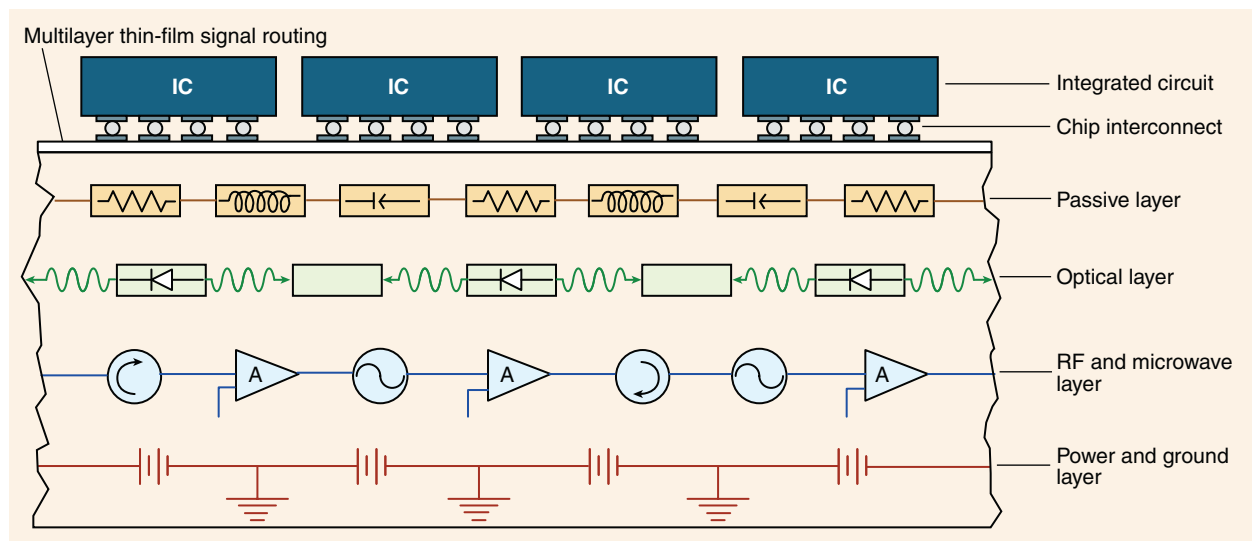 Multilayer thin-film signal routing
IC
IC
IC
IC
Integrated circuit
Chip interconnect
Passive layer
Optical layer
A
A
A
RF and microwave
layer
Power and ground
layer